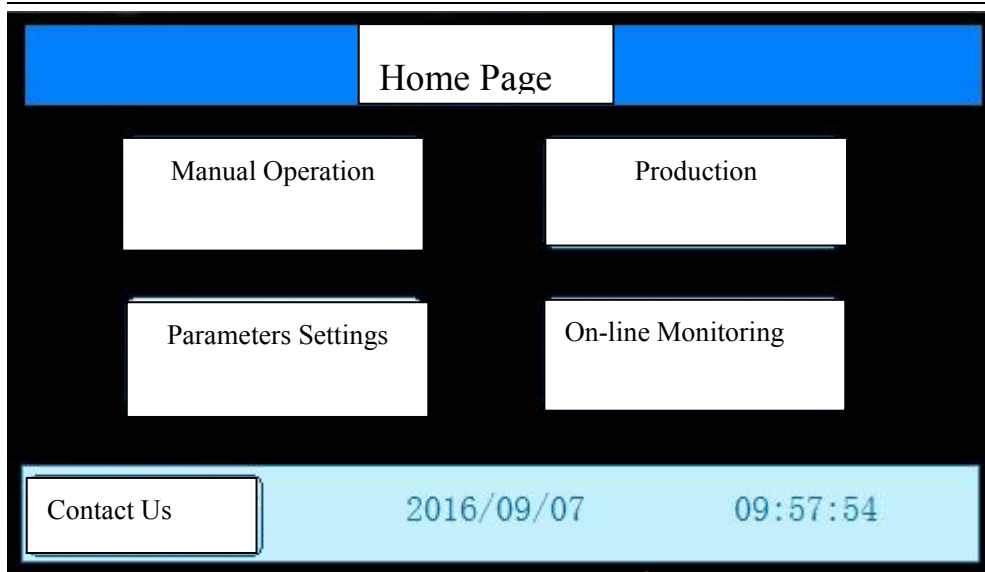 Home Page
Manual Operation
Production
Parameters Settings
On-line Monitoring
Contact Us
2016/09/07
09:57:54